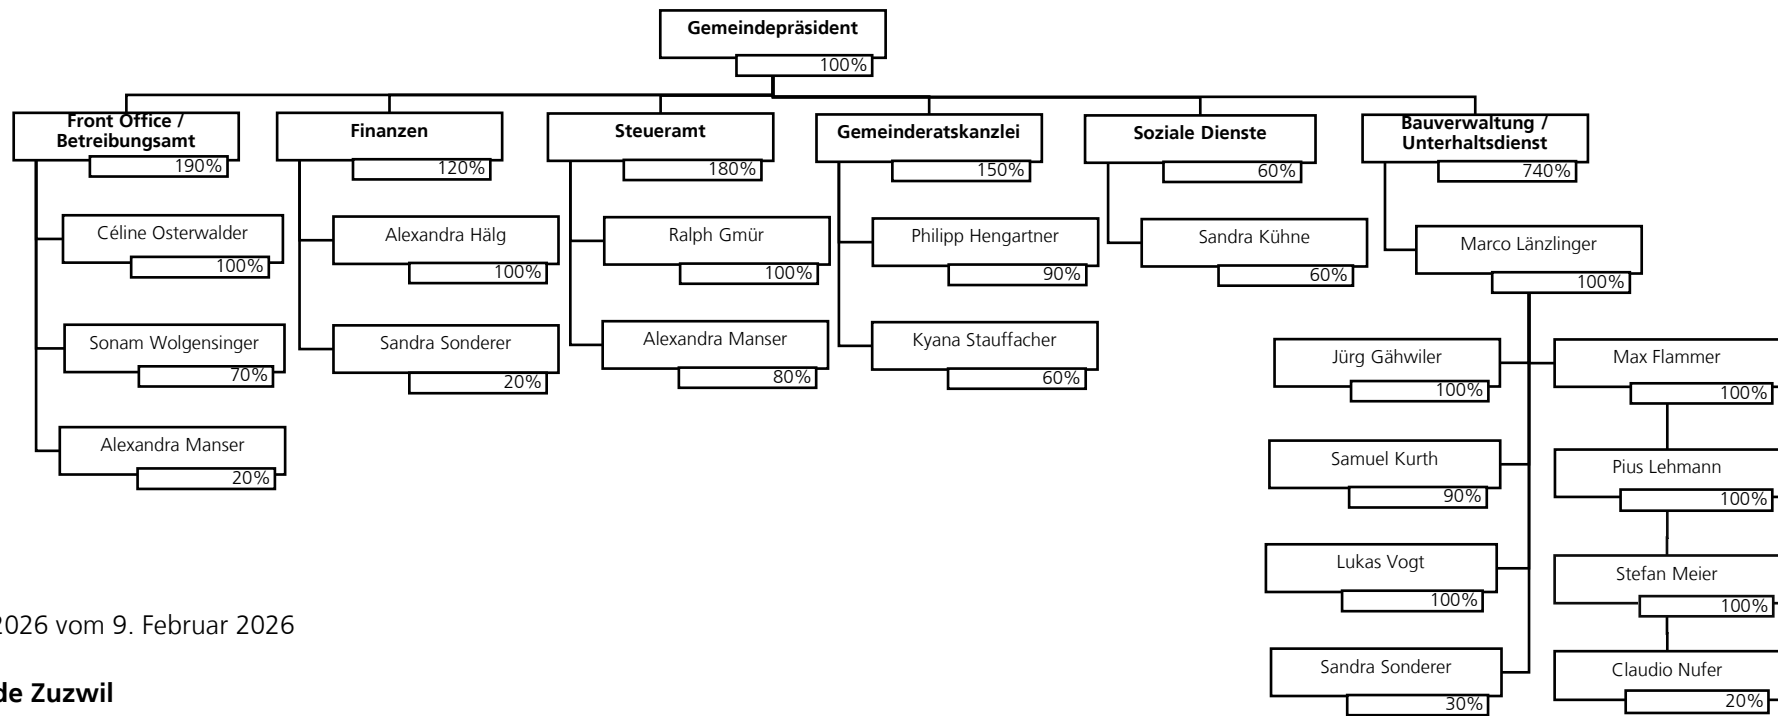 Gemeindepräsident
100%
Front Office /
Betreibungsamt
190%
Finanzen
120%
Steueramt
180%
Gemeinderatskanzlei
150%
Soziale Dienste
60%
Bauverwaltung /
Unterhaltsdienst
740%
Céline Osterwalder
100%
Sonam Wolgensinger
70%
Alexandra Manser
20%
Alexandra Hälg
100%
Sandra Sonderer
20%
Ralph Gmür
100%
Alexandra Manser
80%
Philipp Hengartner
90%
Kyana Stauffacher
60%
Sandra Kühne
60%
Marco Länzlinger
100%
Jürg Gähwiler
100%
Samuel Kurth
90%
Lukas Vogt
100%
Sandra Sonderer
30%
Max Flammer
100%
Pius Lehmann
100%
Stefan Meier
100%
Claudio Nufer
20%
2026 vom 9. Februar 2026
de Zuzwil